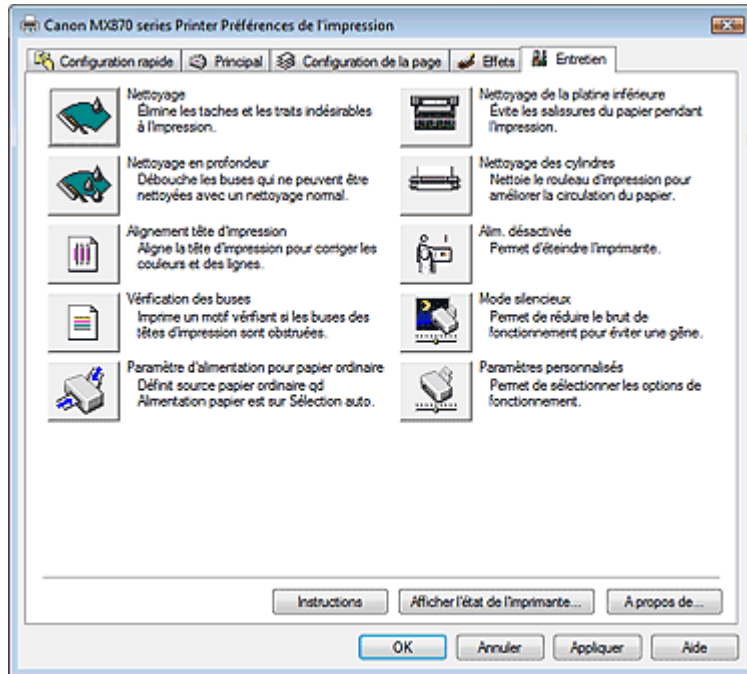 Canon MX870 series Printer Préférences de l'impression
Configuration rapide
Principal
Configuration de la page
Effets
Entretien
Nettoyage
Élimine les taches et les traits indésirables
à l'impression.
Nettoyage en profondeur
Débouche les buses qui ne peuvent être
nettoyées avec un nettoyage normal.
Alignement tête d'impression
Aligne la tête d'impression pour corriger les
couleurs et des lignes.
Vérification des buses
Imprime un motif vérifiant si les buses des
têtes d'impression sont obstruées.
Paramètre d'alimentation pour papier ordinaire
Définit source papier ordinaire qd
Alimentation papier est sur Sélection auto.
Nettoyage de la platine inférieure
Évite les salissures du papier pendant
l'impression.
Nettoyage des cylindres
Nettoie le rouleau d'impression pour
améliorer la circulation du papier.
Alim. désactivée
Permet d'éteindre l'imprimante.
Mode silencieux
Permet de réduire le bruit de
fonctionnement pour éviter une gêne.
Paramètres personnalisés
Permet de sélectionner les options de
fonctionnement.
Instructions
Afficher l'état de l'imprimante...
A propos de...
OK
Annuler
Appliquer
Aide